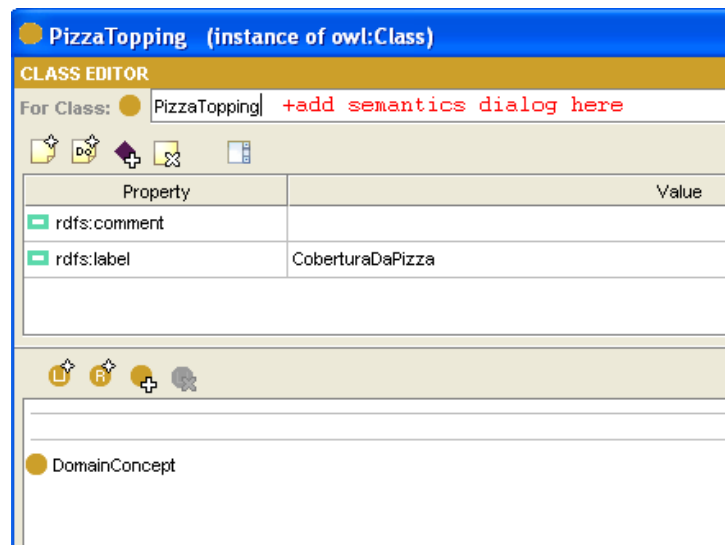 PizzaTopping (instance of owl:Class)
CLASS EDITOR
For Class: PizzaTopping +add semantics dialog here
Property Value
rdfs:comment
rdfs:label CoberturaDaPizza
DomainConcept